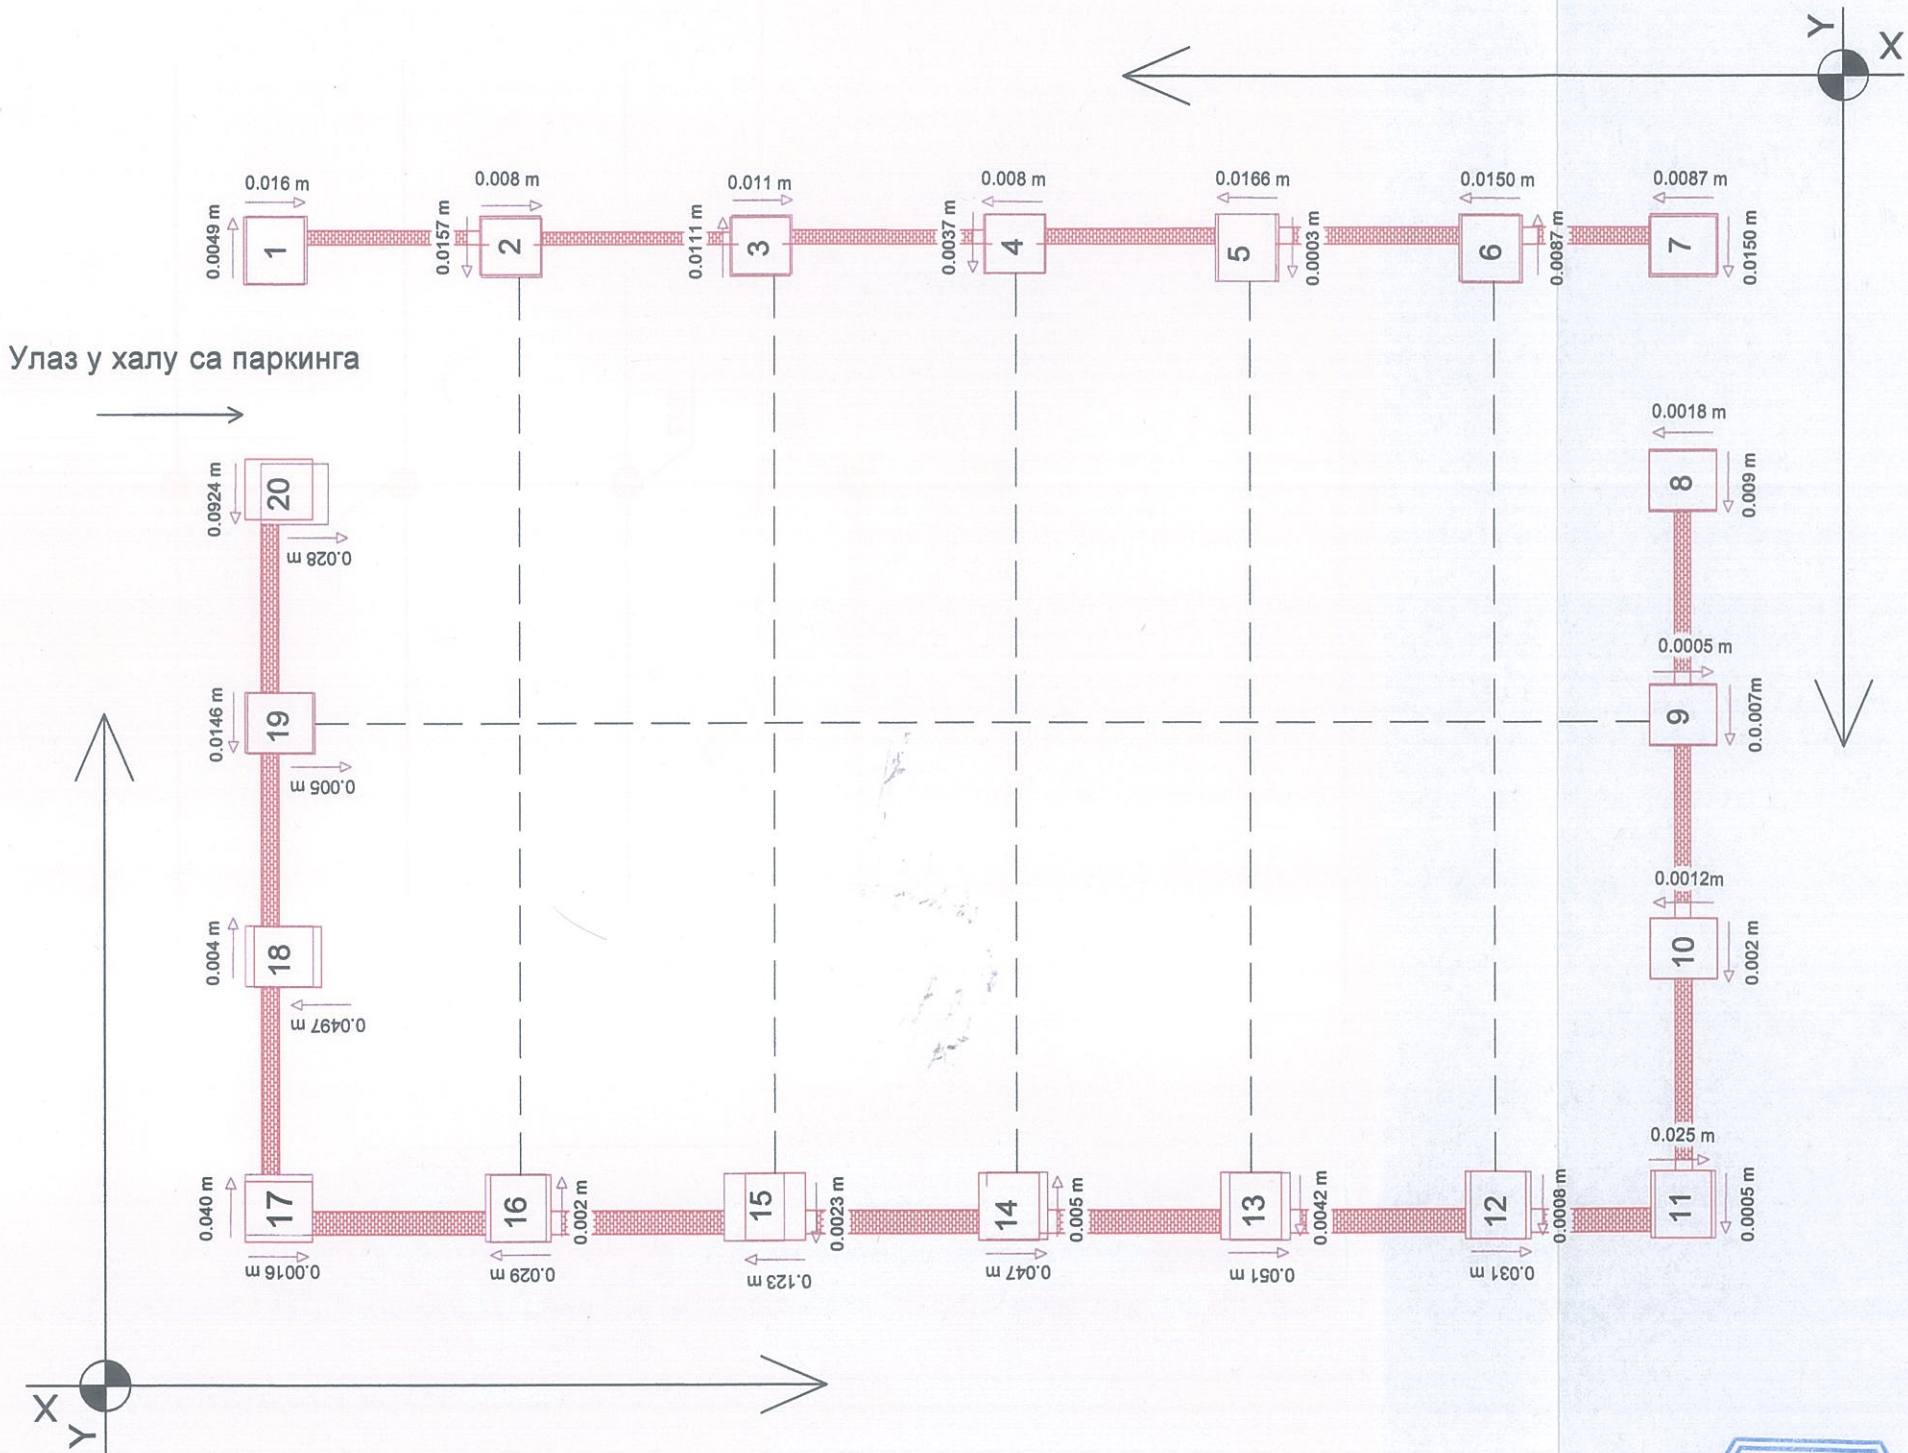 Y
X
0.016 m
0.008 m
0.011 m
0.008 m
0.0166 m
0.0150 m
0.0087 m
0.0049 m
1
0.0157 m
2
0.0111 m
3
0.0037 m
4
5
0.0003 m
6
0.0087 m
7
0.0150 m
Улаз у халу са паркинга
0.0018 m
0.0924 m
20
0.028 m
8
0.009 m
0.0005 m
0.0146 m
19
0.005 m
9
0.007m
0.0012m
0.004 m
18
0.0497 m
10
0.002 m
0.025 m
0.040 m
17
0.0016 m
16
0.002 m
0.029 m
15
0.0023 m
0.123 m
14
0.005 m
0.047 m
13
0.0042 m
0.051 m
12
0.0008 m
0.031 m
11
0.0005 m
X
Y